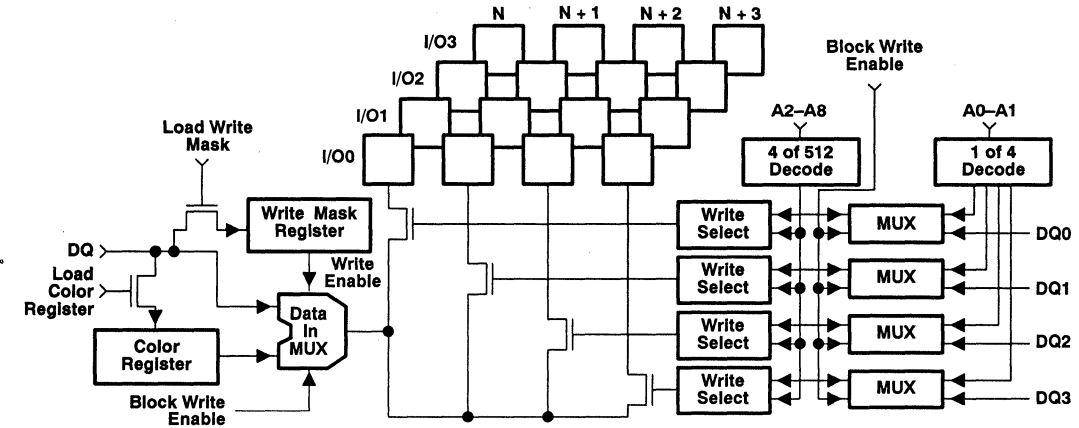 N N + 1 N + 2 N + 3
I/O3
I/O2
I/O1
I/O0
Block Write
Enable
A2–A8
A0–A1
4 of 512
Decode
1 of 4
Decode
Load Write
Mask
Write Mask
Register
DQ
Load
Color
Register
Write
Enable
Data
In
MUX
Color
Register
Block Write
Enable
Write
Select
MUX
DQ0
Write
Select
MUX
DQ1
Write
Select
MUX
DQ2
Write
Select
MUX
DQ3